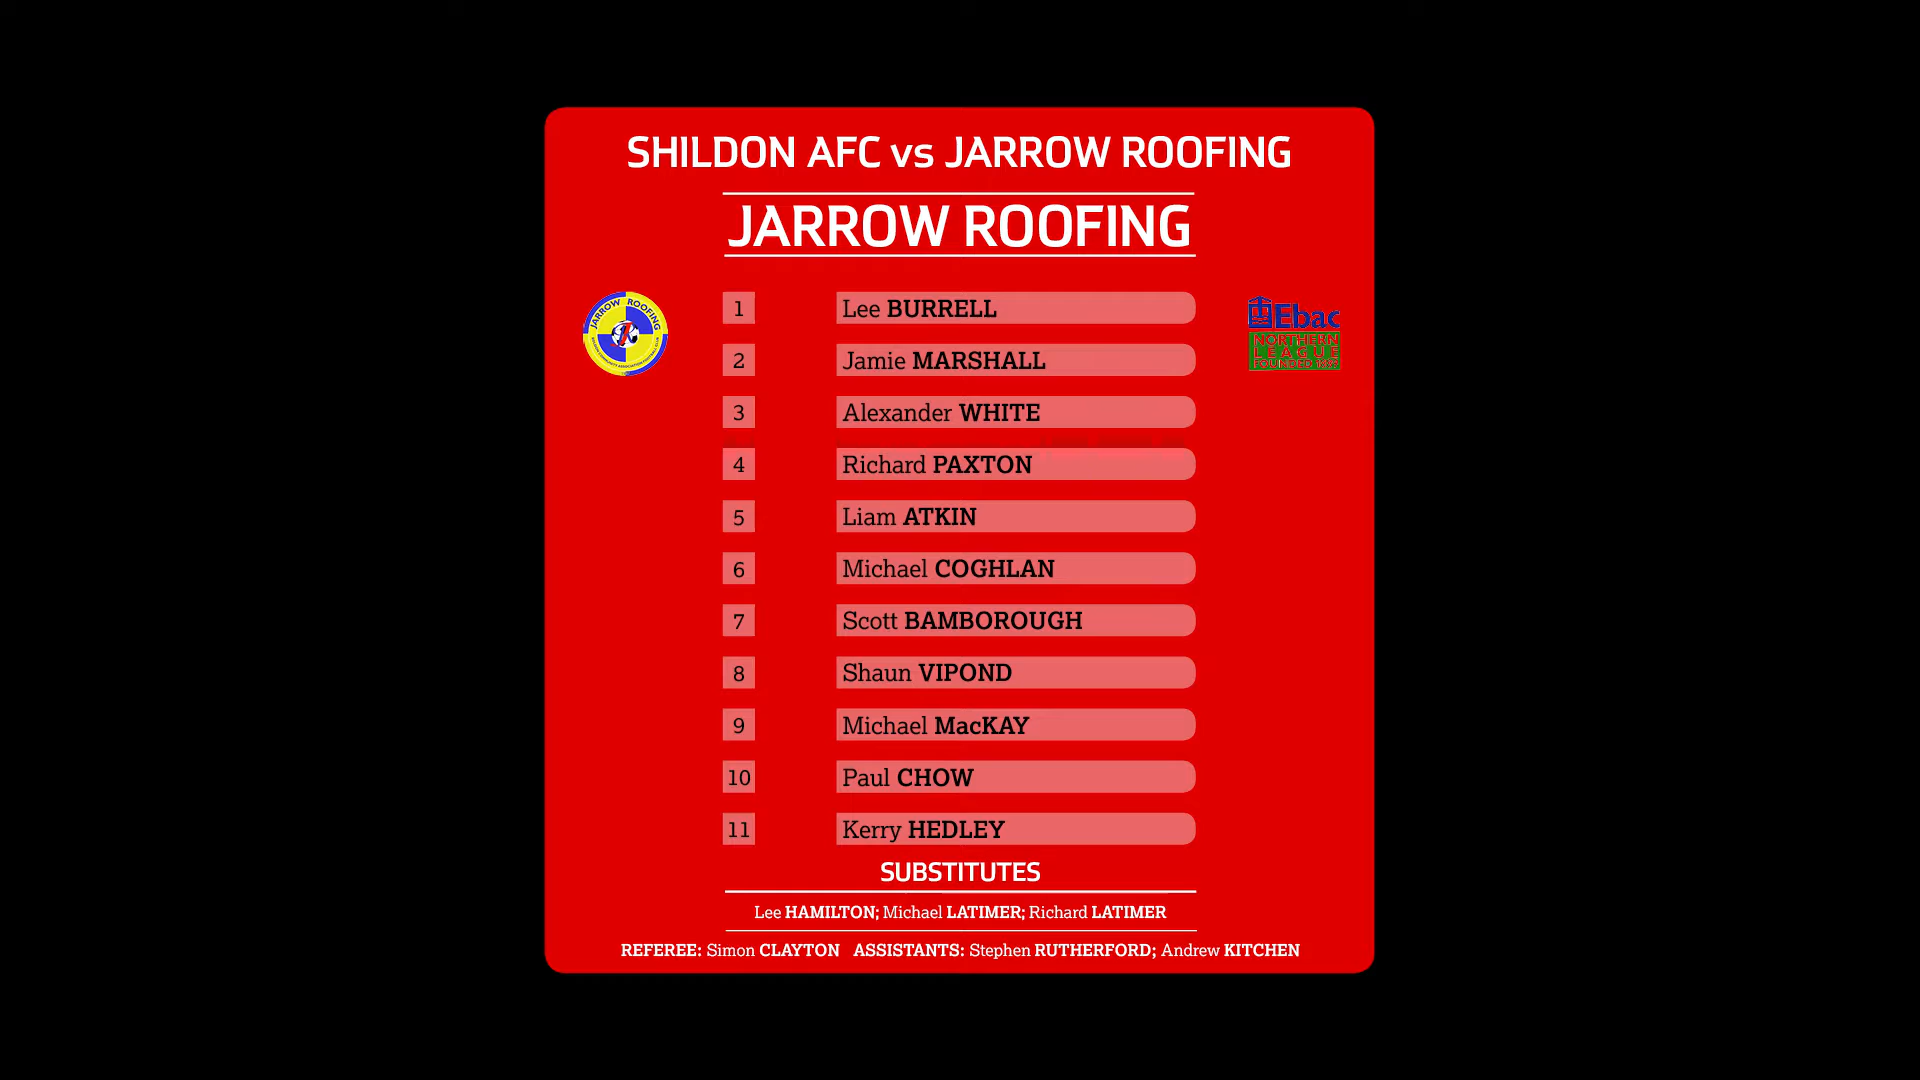 SHILDON AFC vs JARROW ROOFING
JARROW ROOFING
JARROW ROOFING
Ebac
NORTHERN
LEAGUE
1 Lee BURRELL
2 Jamie MARSHALL
3 Alexander WHITE
4 Richard PAXTON
5 Liam ATKIN
6 Michael COGHLAN
7 Scott BAMBOROUGH
8 Shaun VIPOND
9 Michael MacKAY
10 Paul CHOW
11 Kerry HEDLEY
SUBSTITUTES
Lee HAMILTON; Michael LATIMER; Richard LATIMER
REFEREE: Simon CLAYTON ASSISTANTS: Stephen RUTHERFORD; Andrew KITCHEN